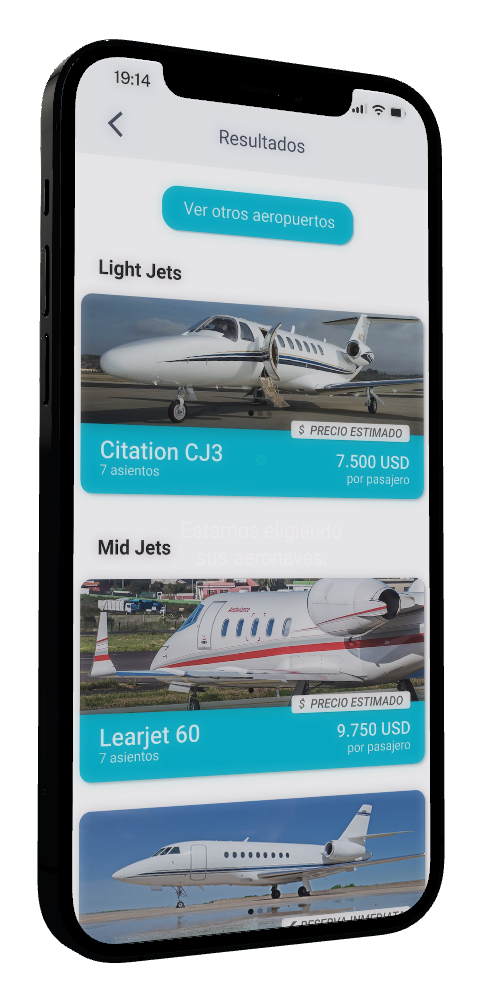 19:14
Resultados
Ver otros aeropuertos
Light Jets
$ PRECIO ESTIMADO
Citation CJ3
7.500 USD
7 asientos
por pasajero
Estamos eligiendo
sus aeronaves.
Mid Jets
Ambulance
$ PRECIO ESTIMADO
Learjet 60
9.750 USD
7 asientos
por pasajero
RESERVA INMEDIATA